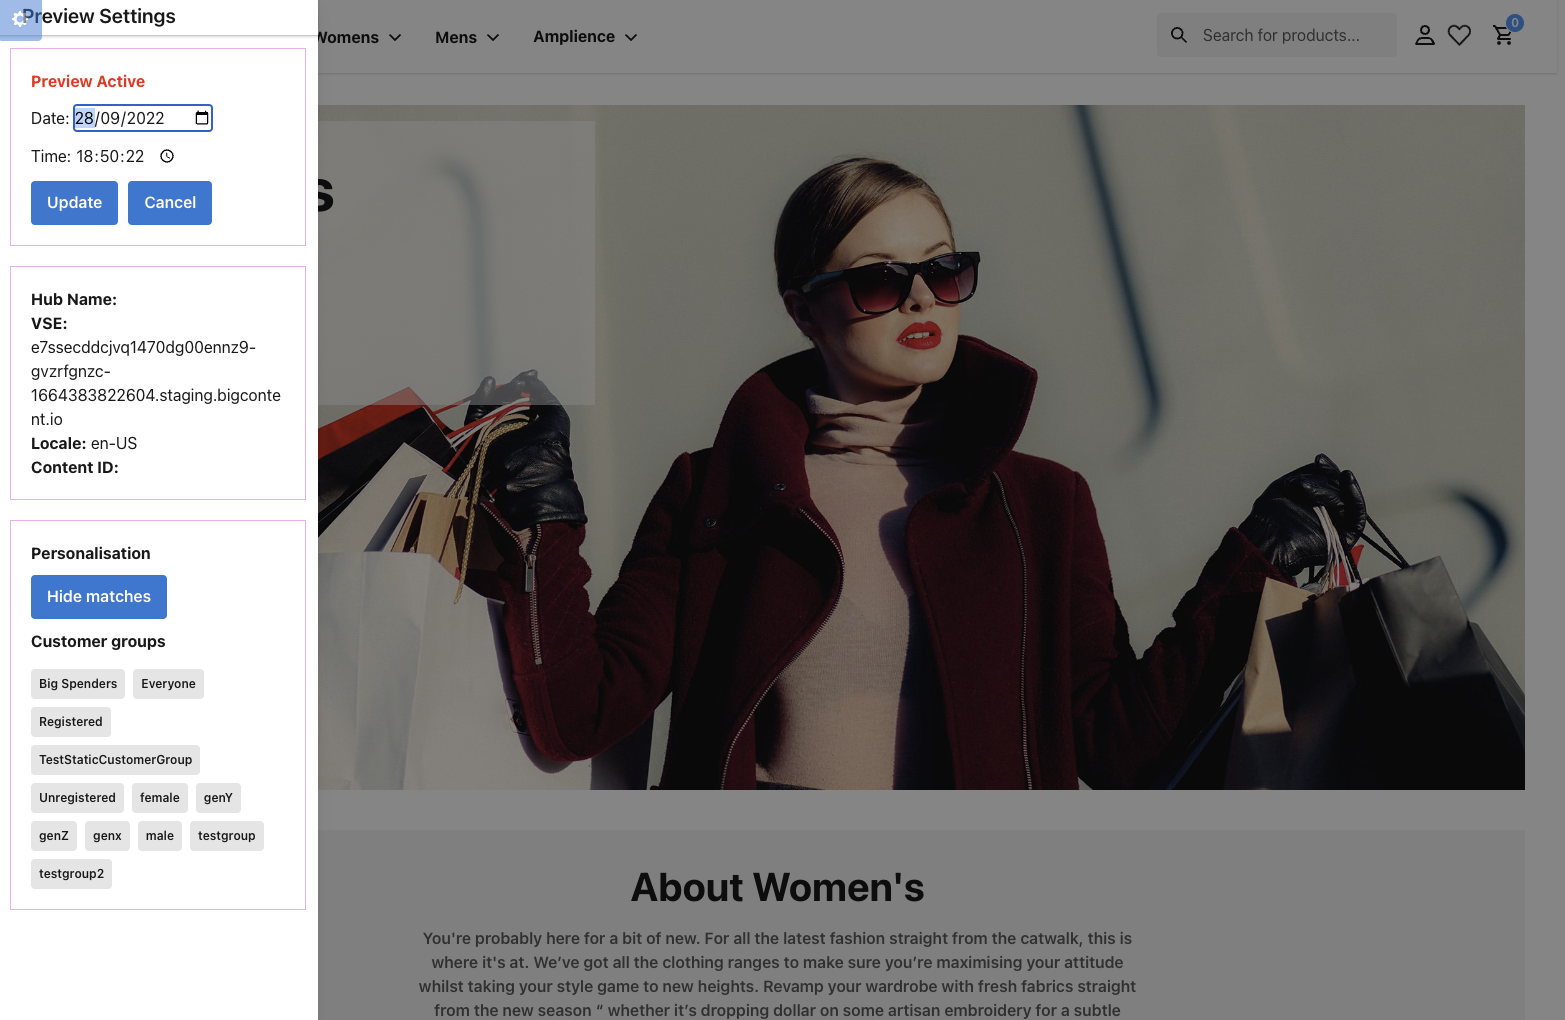 Preview Settings
Womens
Mens
Amplience
Search for products...
0
Preview Active
Date: 28/09/2022
Time: 18:50:22
Update
Cancel
s
Hub Name:
VSE:
e7ssecddcjvq1470dg00ennz9-
gvzrfgnzc-
1664383822604.staging.bigconte
nt.io
Locale: en-US
Content ID:
Personalisation
Hide matches
Customer groups
Big Spenders
Everyone
Registered
TestStaticCustomerGroup
Unregistered
female
genY
genZ
genx
male
testgroup
testgroup2
About Women's
You're probably here for a bit of new. For all the latest fashion straight from the catwalk, this is
where it's at. We’ve got all the clothing ranges to make sure you’re maximising your attitude
whilst taking your style game to new heights. Revamp your wardrobe with fresh fabrics straight
from the new season “ whether it’s dropping dollar on some artisan embroidery for a subtle